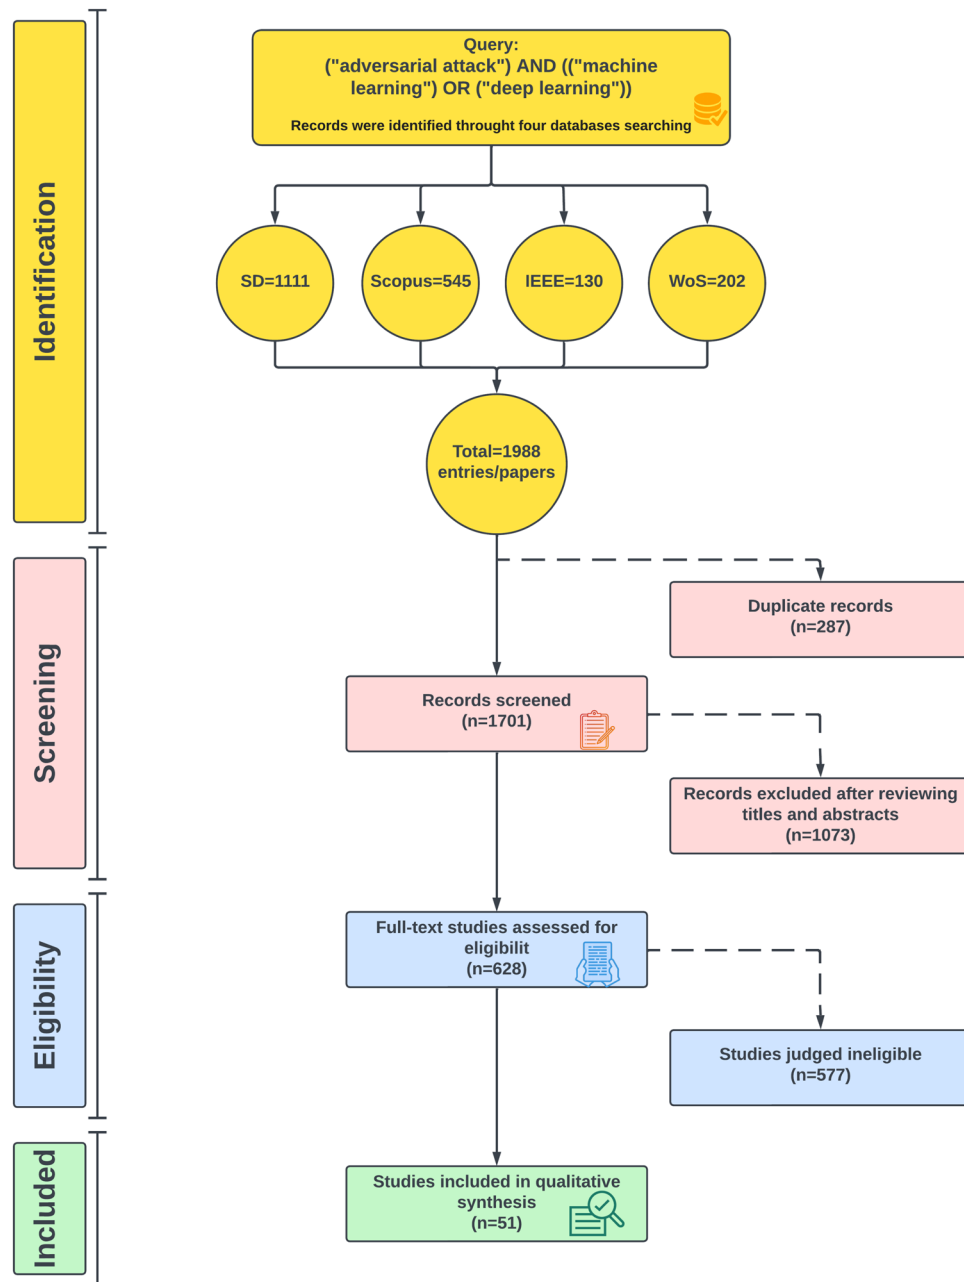 Identification
Query:
("adversarial attack") AND (("machine
learning") OR ("deep learning"))
Records were identified throught four databases searching
SD=1111
Scopus=545
IEEE=130
WoS=202
Total=1988
entries/papers
Screening
Duplicate records
(n=287)
Records screened
(n=1701)
Records excluded after reviewing
titles and abstracts
(n=1073)
Eligibility
Full-text studies assessed for
eligibilit
(n=628)
Studies judged ineligible
(n=577)
Included
Studies included in qualitative
synthesis
(n=51)